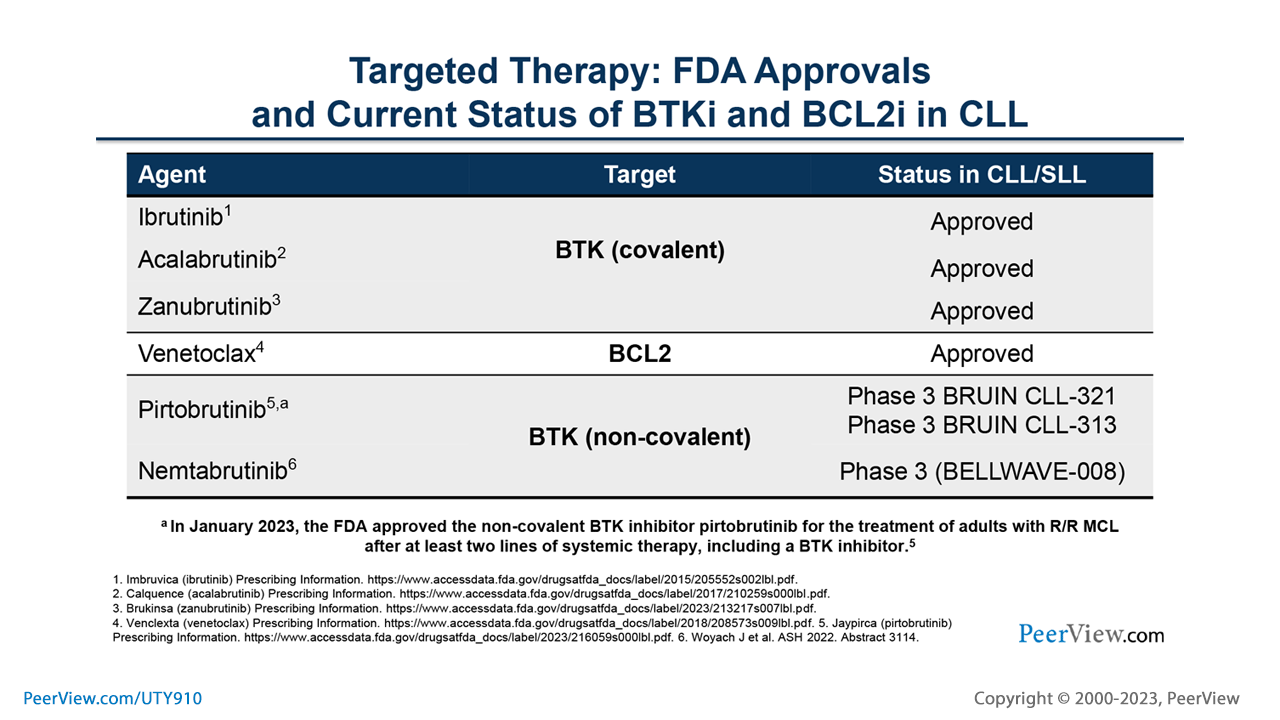 Targeted Therapy: FDA Approvals
and Current Status of BTKi and BCL2i in CLL
Agent Target Status in CLL/SLL
Ibrutinib1 Approved
BTK (covalent)
Acalabrutinib2 Approved
Zanubrutinib3 Approved
Venetoclax4 BCL2 Approved
Pirtobrutinib5,a Phase 3 BRUIN CLL-321
Phase 3 BRUIN CLL-313
BTK (non-covalent)
Nemtabrutinib6 Phase 3 (BELLWAVE-008)
a In January 2023, the FDA approved the non-covalent BTK inhibitor pirtobrutinib for the treatment of adults with R/R MCL
after at least two lines of systemic therapy, including a BTK inhibitor.5
1. Imbruvica (ibrutinib) Prescribing Information. https://www.accessdata.fda.gov/drugsatfda_docs/label/2015/205552s002lbl.pdf.
2. Calquence (acalabrutinib) Prescribing Information. https://www.accessdata.fda.gov/drugsatfda_docs/label/2017/210259s000lbl.pdf.
3. Brukinsa (zanubrutinib) Prescribing Information. https://www.accessdata.fda.gov/drugsatfda_docs/label/2023/213217s007lbl.pdf.
4. Venclexta (venetoclax) Prescribing Information. https://www.accessdata.fda.gov/drugsatfda_docs/label/2018/208573s009lbl.pdf. 5. Jaypirca (pirtobrutinib)
Prescribing Information. https://www.accessdata.fda.gov/drugsatfda_docs/label/2023/216059s000lbl.pdf. 6. Woyach J et al. ASH 2022. Abstract 3114.
PeerView.com
PeerView.com/UTY910
Copyright © 2000-2023, PeerView